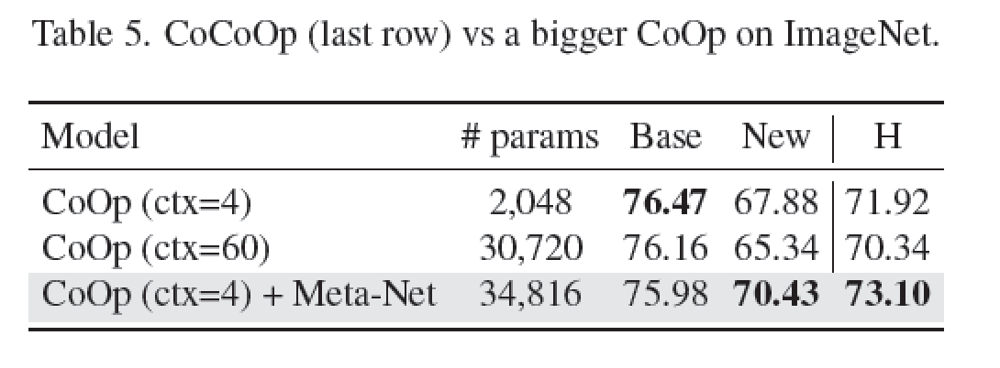 Table 5. CoCoOp (last row) vs a bigger CoOp on ImageNet.
Model # params Base New H
CoOp (ctx=4) 2,048 76.47 67.88 71.92
CoOp (ctx=60) 30,720 76.16 65.34 70.34
CoOp (ctx=4) + Meta-Net 34,816 75.98 70.43 73.10